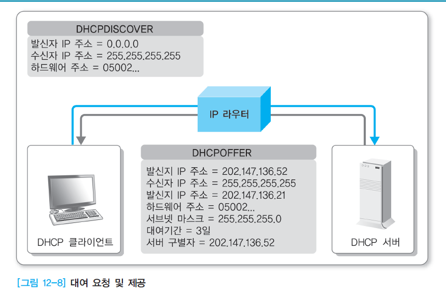 DHCPDISCOVER
발신자 IP 주소 = 0.0.0.0
수신자 IP 주소 = 255.255.255.255
하드웨어 주소 = 05002...
IP 라우터
DHCPOFFER
발신지 IP 주소 = 202.147.136.52
수신자 IP 주소 = 255.255.255.255
발신지 IP 주소 = 202.147.136.21
하드웨어 주소 = 05002...
서브넷 마스크 = 255.255.255.0
대여기간 = 3일
서버 구별자 = 202.147.136.52
DHCP 클라이언트
DHCP 서버
[그림 12-8] 대여 요청 및 제공